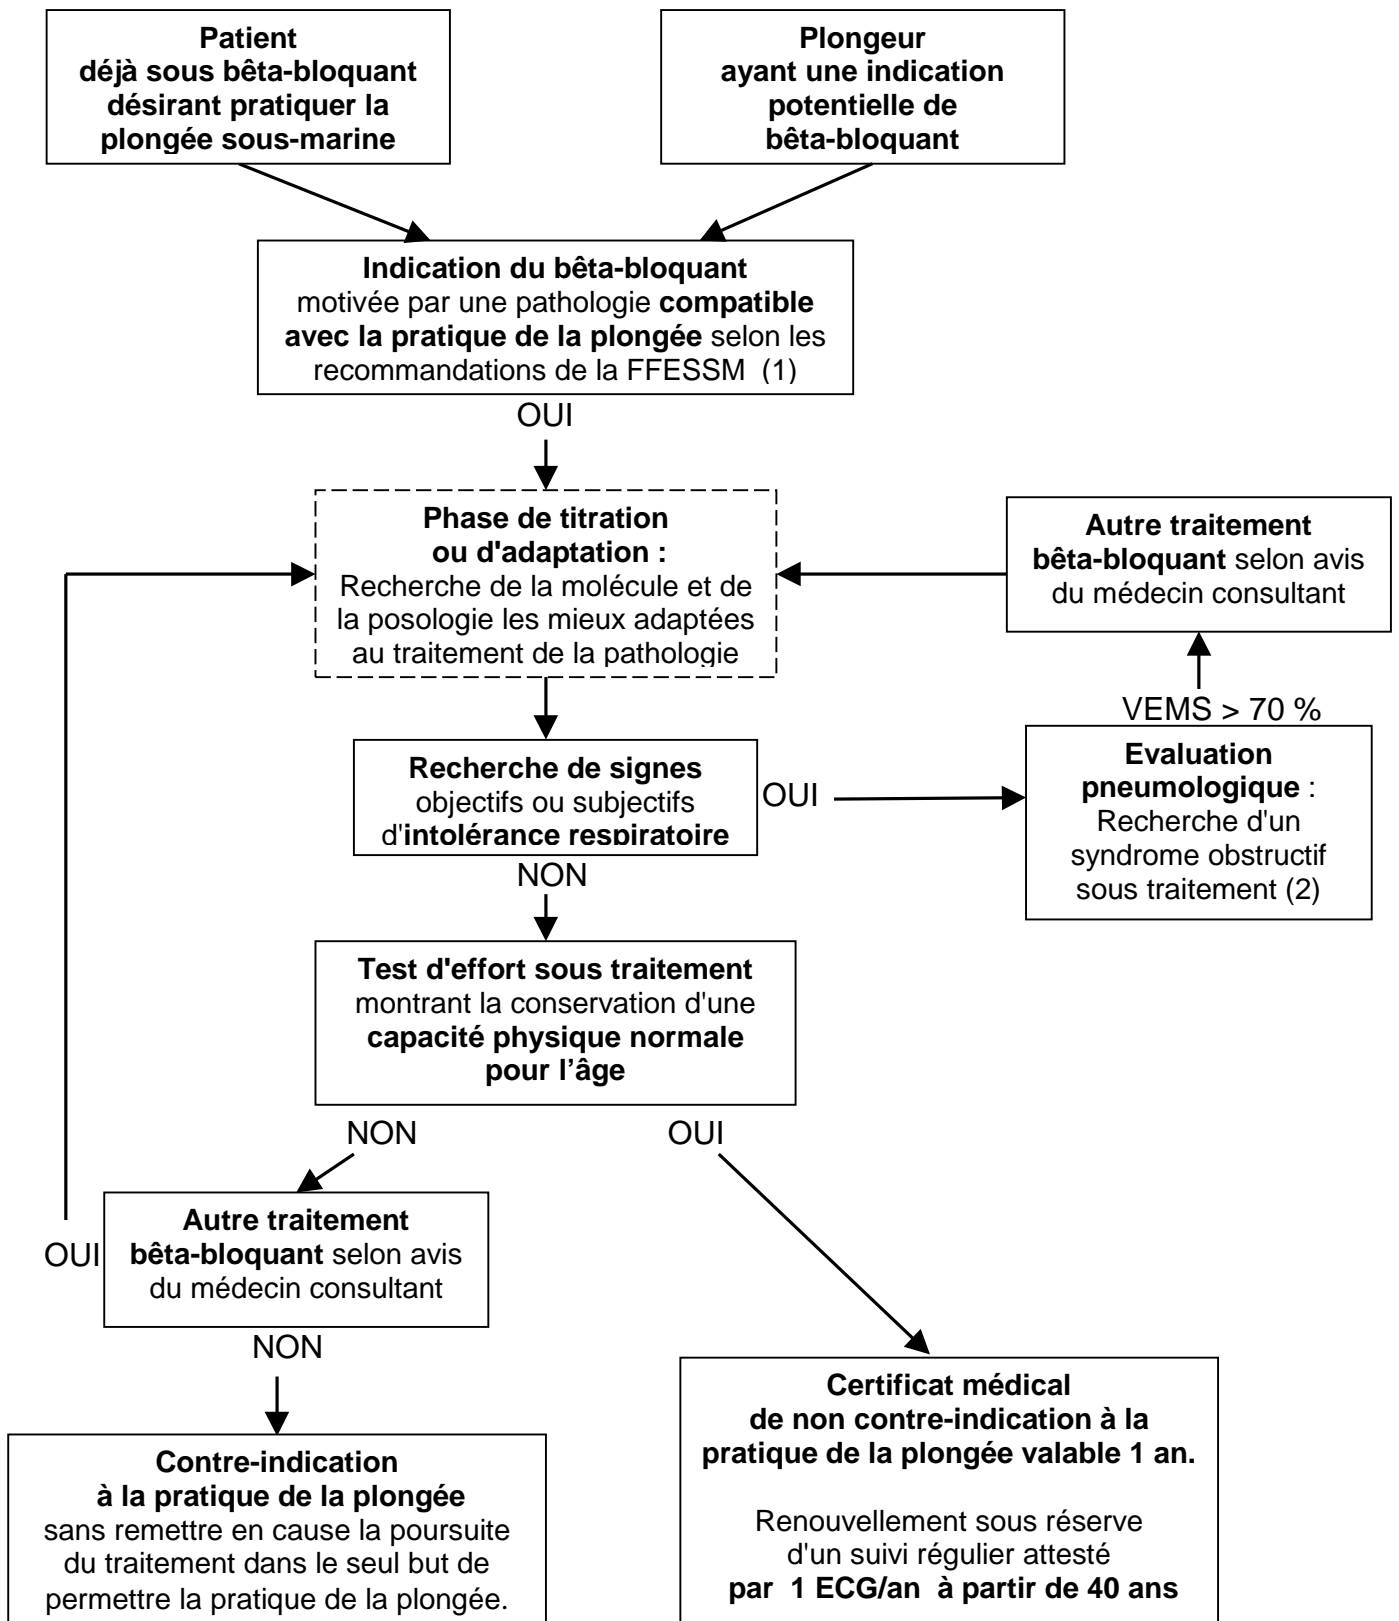 Patient
déjà sous bêta-bloquant
désirant pratiquer la
plongée sous-marine
Plongeur
ayant une indication
potentielle de
bêta-bloquant
Indication du bêta-bloquant
motivée par une pathologie compatible
avec la pratique de la plongée selon les
recommandations de la FFESSM (1)
OUI
Phase de titration
ou d'adaptation :
Recherche de la molécule et de
la posologie les mieux adaptées
au traitement de la pathologie
Autre traitement
bêta-bloquant selon avis
du médecin consultant
VEMS > 70 %
Recherche de signes
objectifs ou subjectifs
d'intolérance respiratoire
OUI
Evaluation
pneumologique :
Recherche d'un
syndrome obstructif
sous traitement (2)
NON
Test d'effort sous traitement
montrant la conservation d'une
capacité physique normale
pour l’âge
NON
OUI
Autre traitement
bêta-bloquant selon avis
du médecin consultant
OUI
NON
Contre-indication
à la pratique de la plongée
sans remettre en cause la poursuite
du traitement dans le seul but de
permettre la pratique de la plongée.
Certificat médical
de non contre-indication à la
pratique de la plongée valable 1 an.
Renouvellement sous réserve
d'un suivi régulier attesté
par 1 ECG/an à partir de 40 ans